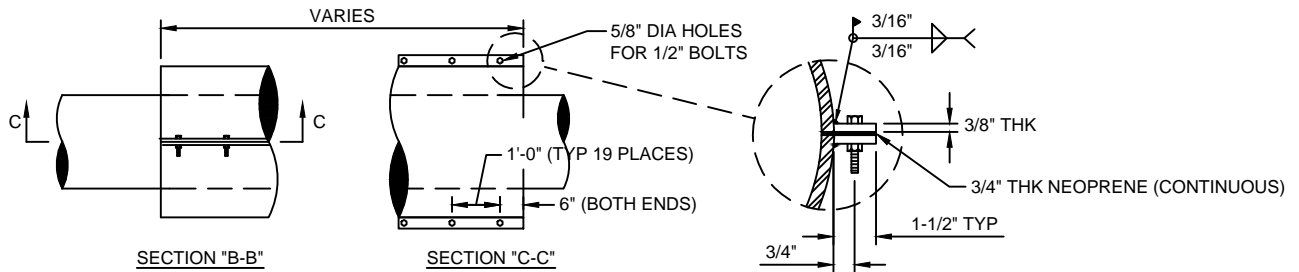 VARIES
5/8" DIA HOLES
FOR 1/2" BOLTS
3/16"
3/16"
C
C
3/8" THK
1'-0" (TYP 19 PLACES)
3/4" THK NEOPRENE (CONTINUOUS)
6" (BOTH ENDS)
1-1/2" TYP
3/4"
SECTION "B-B"
SECTION "C-C"